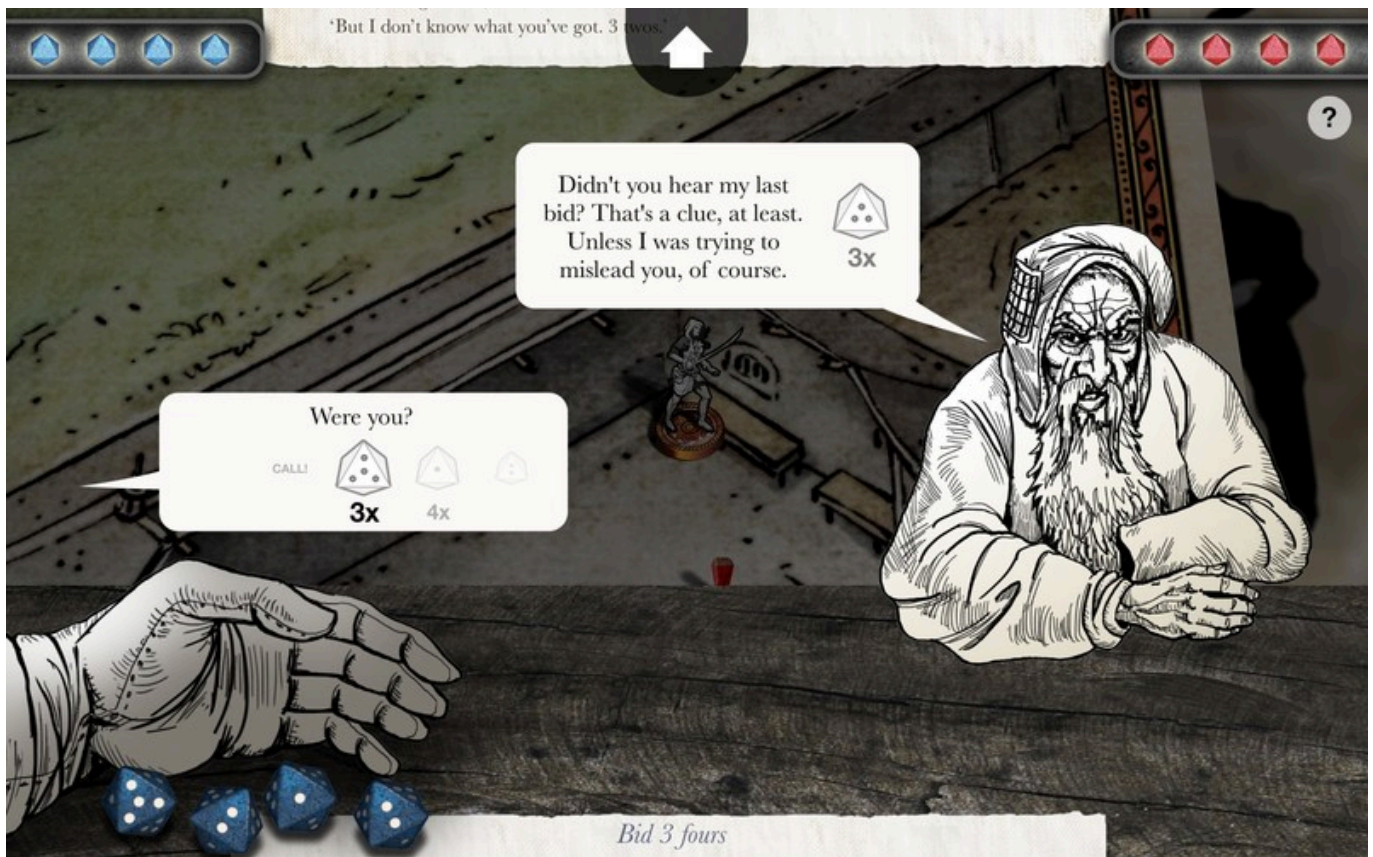 ‘But I don’t know what you’ve got. 3 twos.’
?
Didn't you hear my last
bid? That's a clue, at least.
Unless I was trying to
mislead you, of course.
3x
Were you?
CALL!
3x
4x
Bid 3 fours